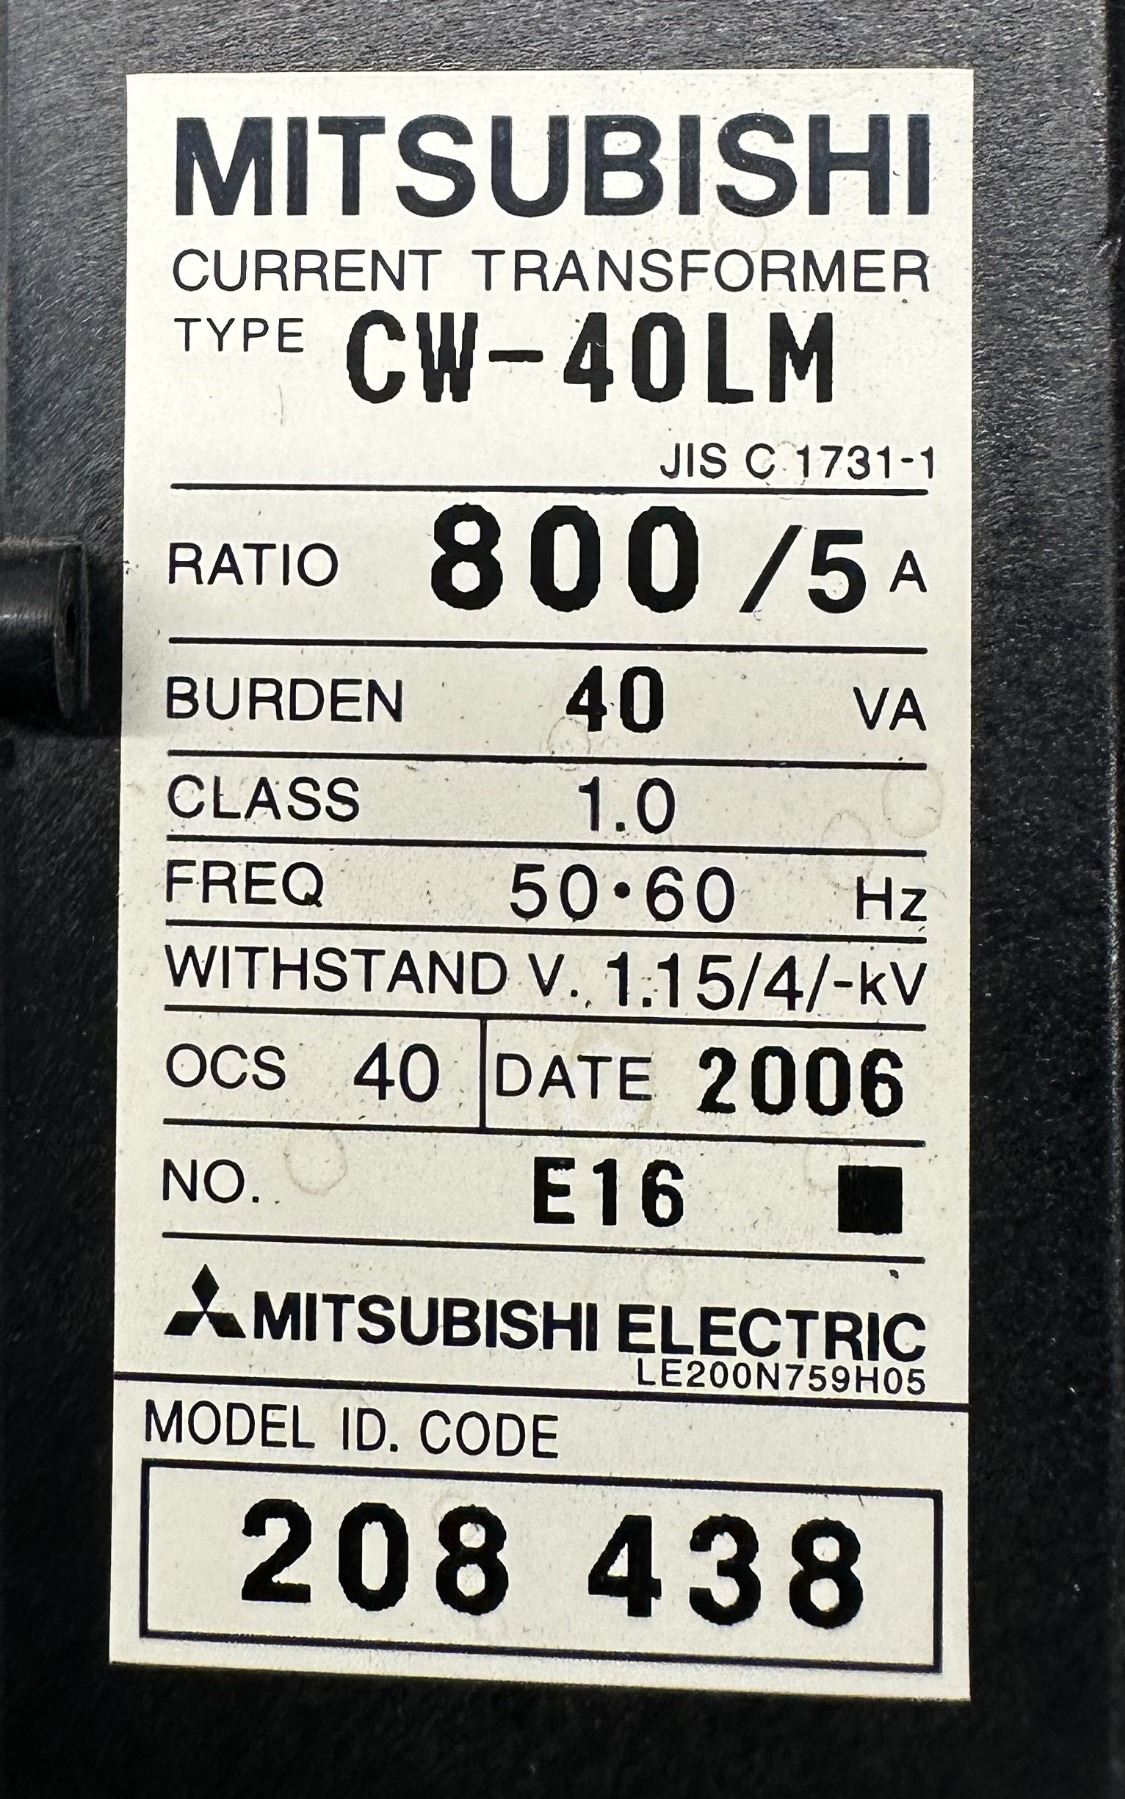 MITSUBISHI
CURRENT TRANSFORMER
TYPE CW-40LM
JIS C 1731-1
RATIO 800/5 A
BURDEN 40 VA
CLASS 1.0
FREQ 50•60 Hz
WITHSTAND V. 1.15/4/-kV
OCS 40 DATE 2006
NO. E16 ■
MITSUBISHI ELECTRIC
LE200N759H05
MODEL ID. CODE
208 438